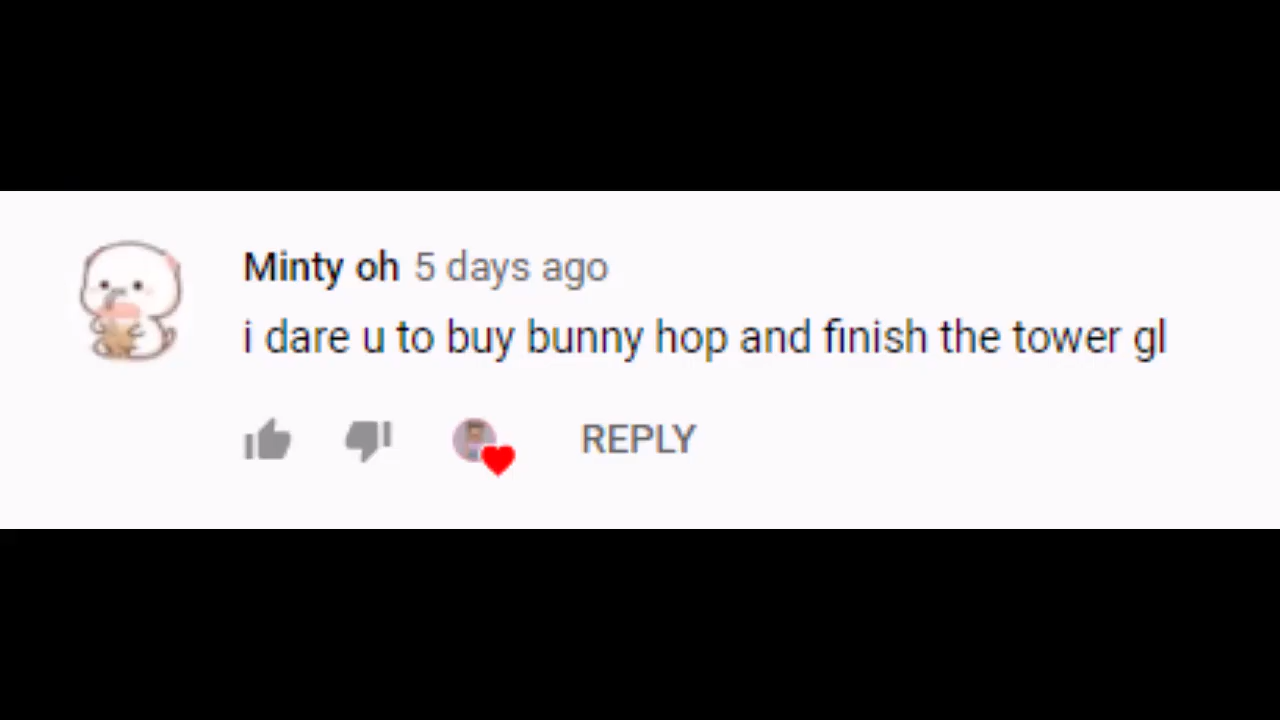 Minty oh 5 days ago
i dare u to buy bunny hop and finish the tower gl
REPLY